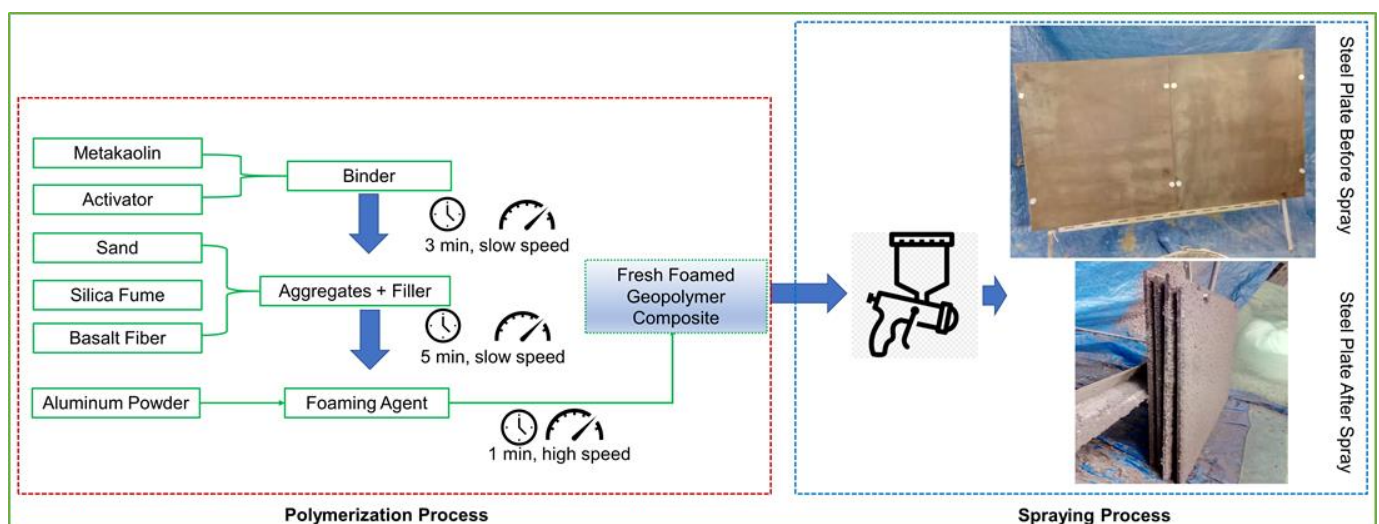 Metakaolin
Activator
Binder
3 min, slow speed
Sand
Silica Fume
Basalt Fiber
Aggregates + Filler
5 min, slow speed
Aluminum Powder
Foaming Agent
1 min, high speed
Fresh Foamed
Geopolymer
Composite
Polymerization Process
Steel Plate Before Spray
Steel Plate After Spray
Spraying Process